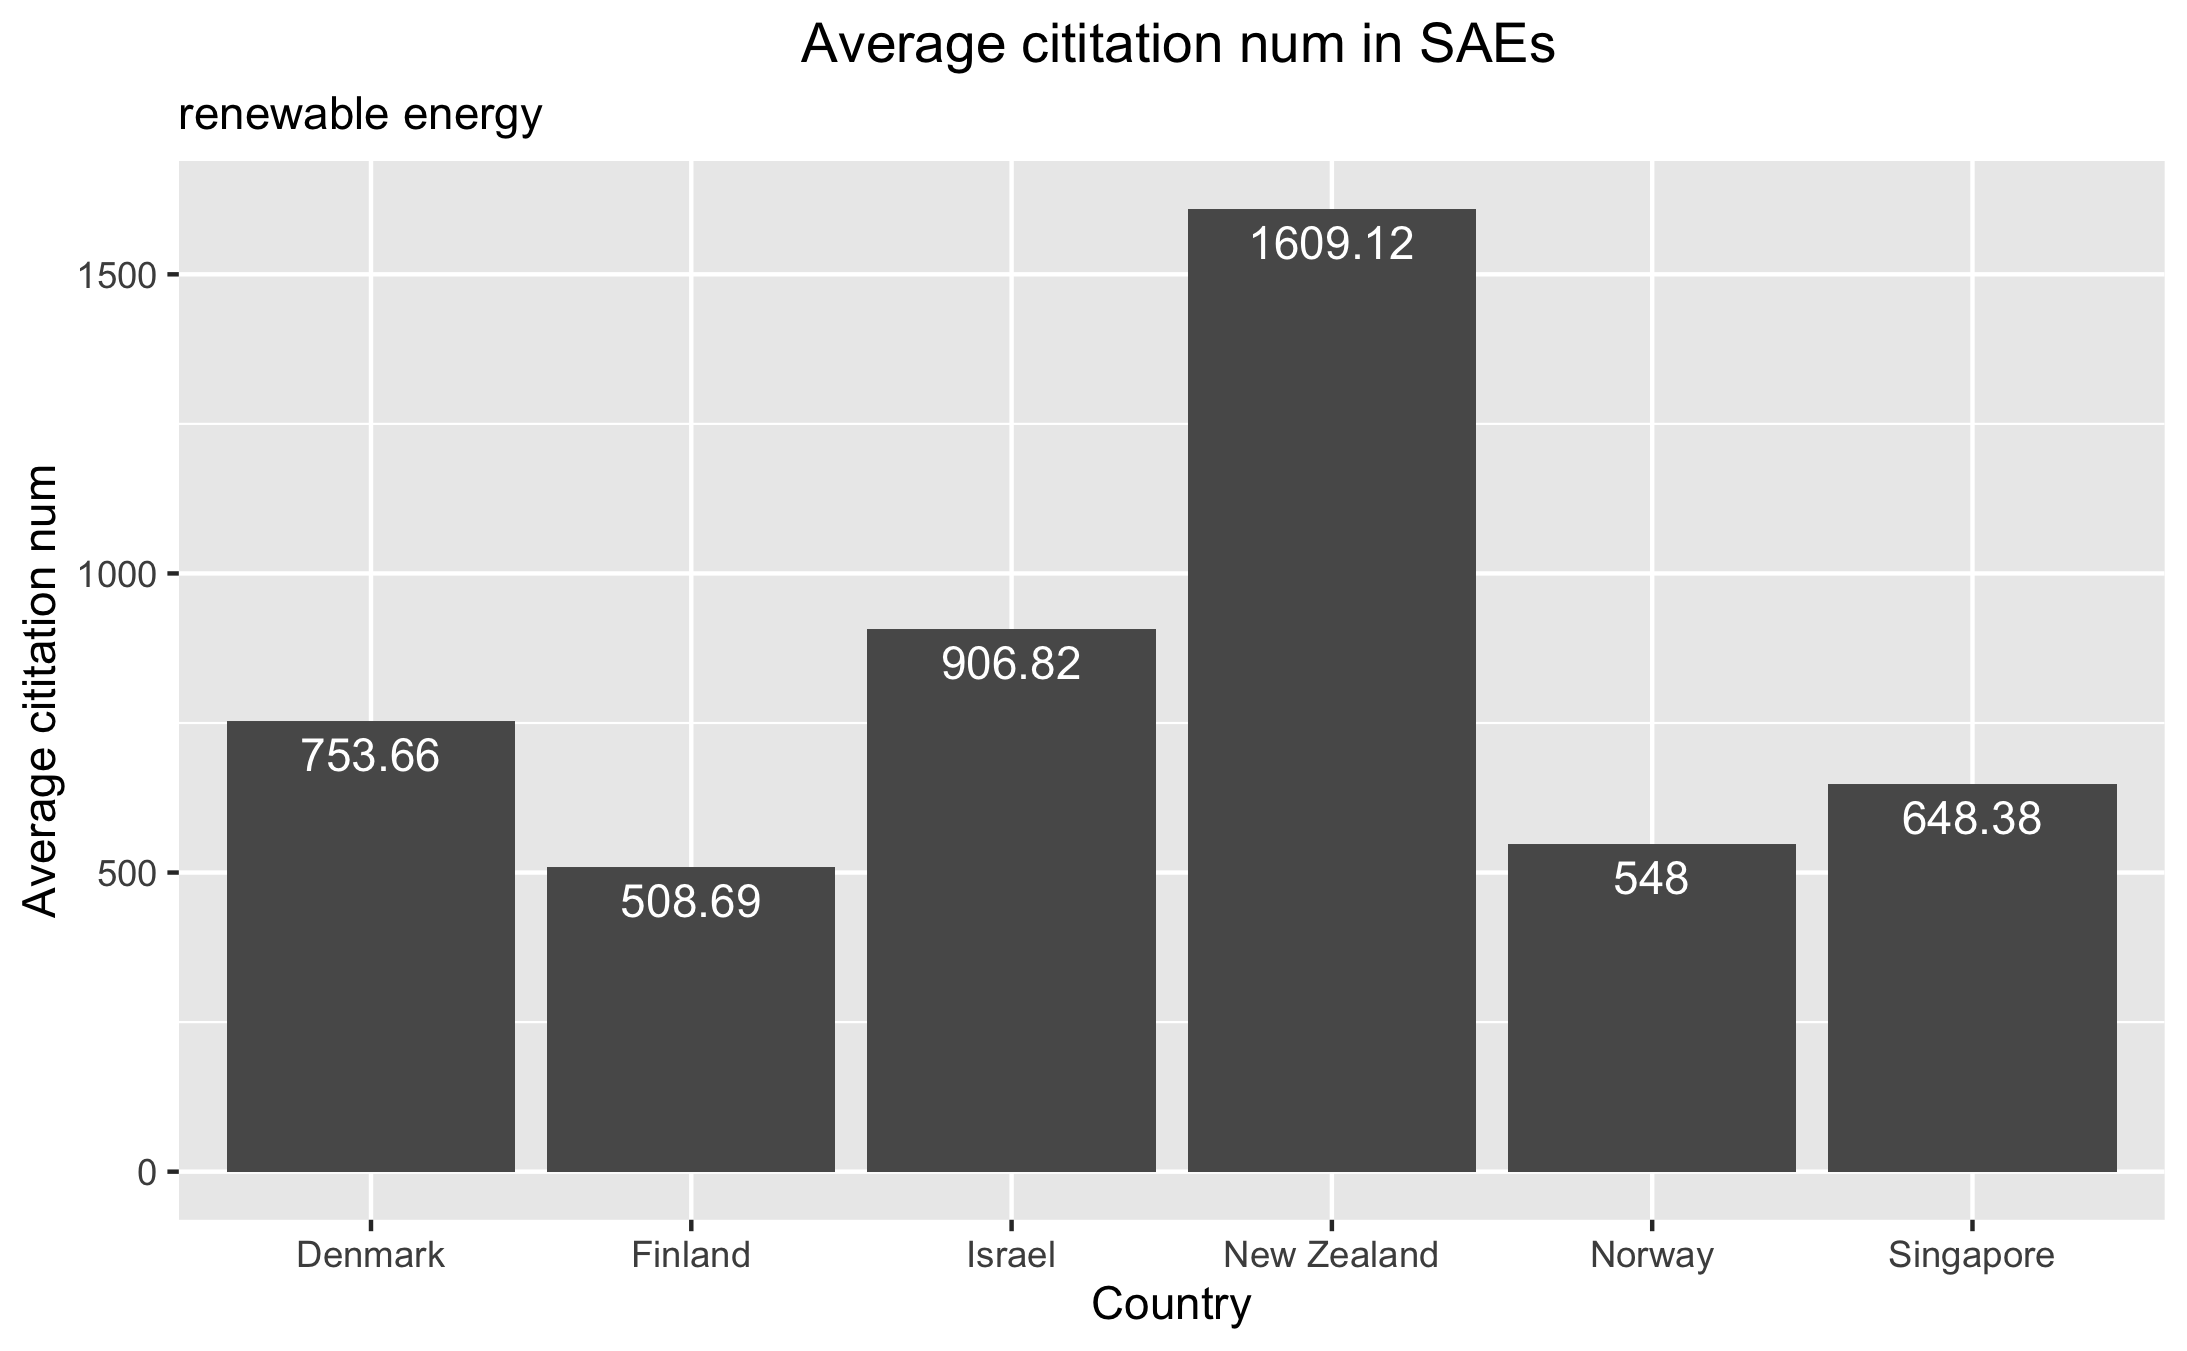 Average cititation num in SAEs
renewable energy
Average cititation num
1500
1000
500
0
753.66
508.69
906.82
1609.12
548
648.38
Denmark
Finland
Israel
New Zealand
Norway
Singapore
Country